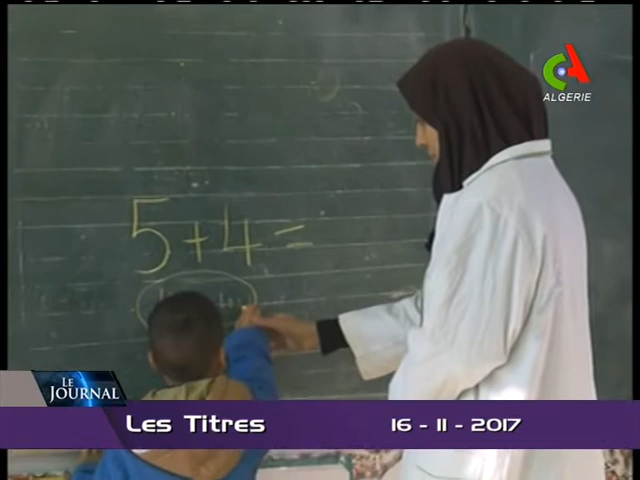 ALGERIE
5 + 4 =
LE
JOURNAL
Les Titres
16 - 11 - 2017